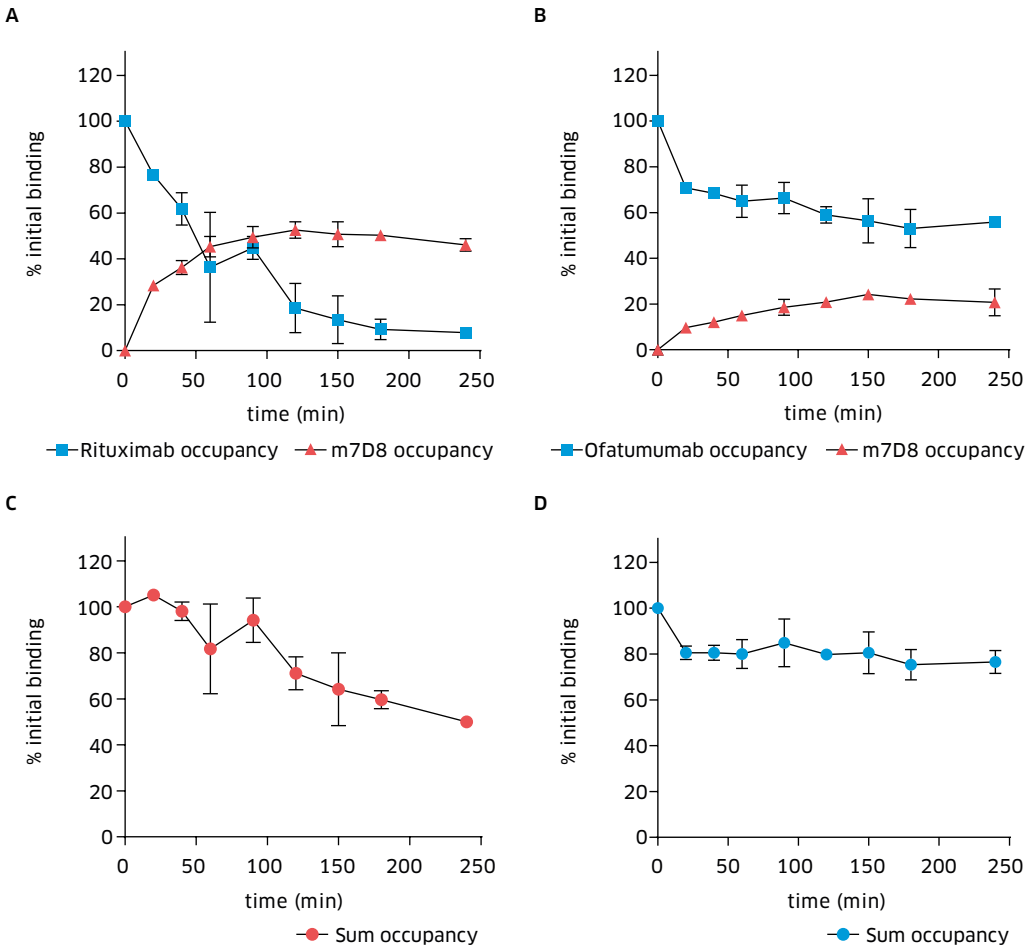 A
% initial binding
120
100
80
60
40
20
0
0 50 100 150 200 250
time (min)
Rituximab occupancy m7D8 occupancy
B
% initial binding
120
100
80
60
40
20
0
0 50 100 150 200 250
time (min)
Ofatumumab occupancy m7D8 occupancy
C
% initial binding
120
100
80
60
40
20
0
0 50 100 150 200 250
time (min)
Sum occupancy
D
% initial binding
120
100
80
60
40
20
0
0 50 100 150 200 250
time (min)
Sum occupancy